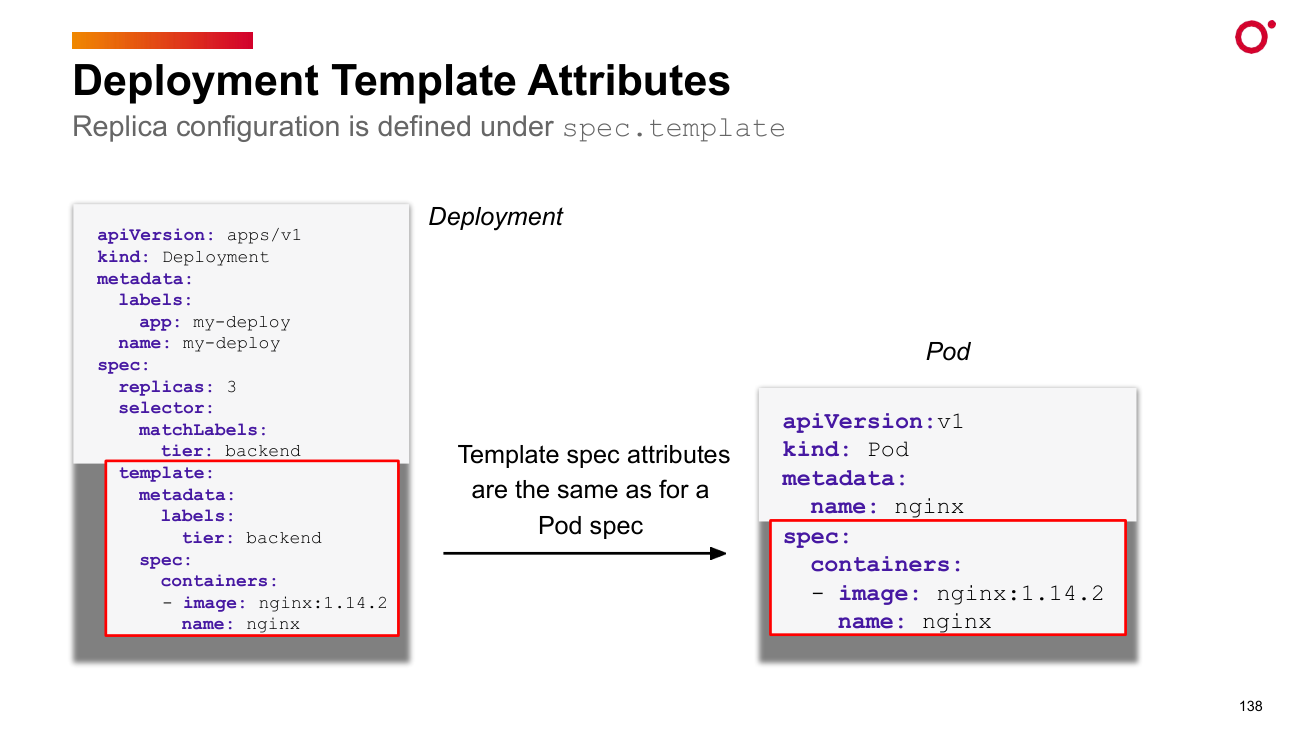 Deployment Template Attributes
Replica configuration is defined under spec.template
Deployment
apiVersion: apps/v1
kind: Deployment
metadata:
  labels:
    app: my-deploy
  name: my-deploy
spec:
  replicas: 3
  selector:
    matchLabels:
      tier: backend
  template:
    metadata:
      labels:
        tier: backend
    spec:
      containers:
      - image: nginx:1.14.2
        name: nginx
Template spec attributes
are the same as for a
Pod spec
Pod
apiVersion:v1
kind: Pod
metadata:
  name: nginx
spec:
  containers:
  - image: nginx:1.14.2
    name: nginx
138